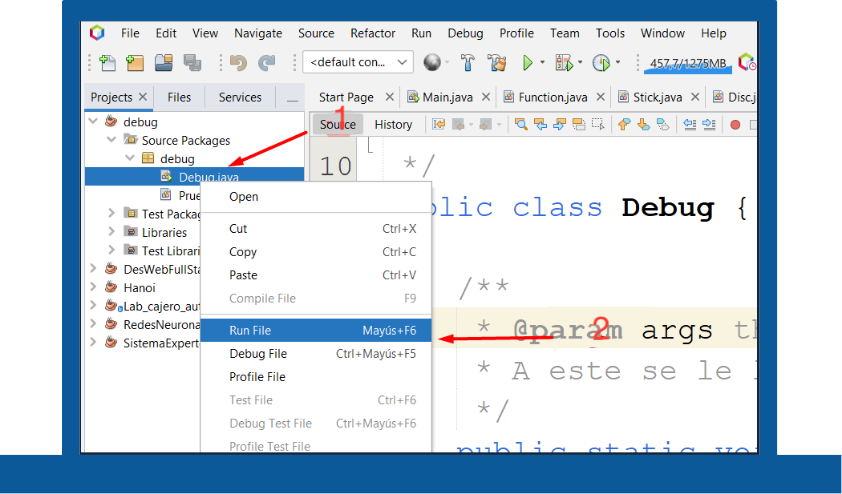 File Edit View Navigate Source Refactor Run Debug Profile Team Tools Window Help
<default con... 457,7/1275MB
Projects Files Services Start Page Main.java Function.java Stick.java Disc.j
1
Source History
debug
Source Packages
debug
Debug.java
Prue
Test Packag
Libraries
Test Librari
DesWebFullSta
Hanoi
Lab_cajero_aut
RedesNeurona
SistemaExpert
Open
Cut Ctrl+X
Copy Ctrl+C
Paste Ctrl+V
Compile File F9
Run File Mayús+F6
Debug File Ctrl+Mayús+F5
Profile File
Test File Ctrl+F6
Debug Test File Ctrl+Mayús+F6
Profile Test File
10 */
blic class Debug {
/**
* @param args th
2
* A este se le
*/
public static vo